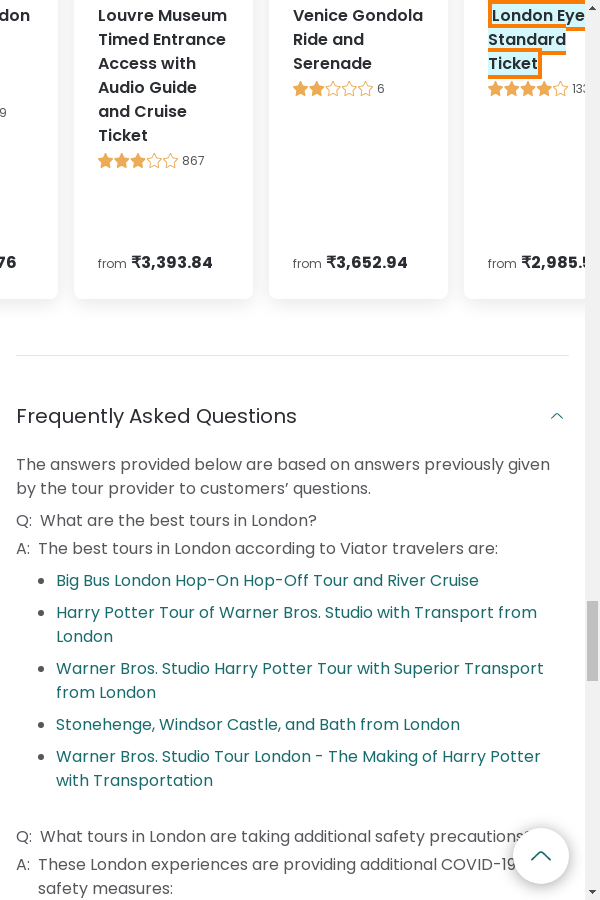 don
9
76
Louvre Museum
Timed Entrance
Access with
Audio Guide
and Cruise
Ticket
867
from ₹3,393.84
Venice Gondola
Ride and
Serenade
6
from ₹3,652.94
London Eye
Standard
Ticket
from ₹2,985.5
Frequently Asked Questions
The answers provided below are based on answers previously given
by the tour provider to customers’ questions.
Q: What are the best tours in London?
A: The best tours in London according to Viator travelers are:
Big Bus London Hop-On Hop-Off Tour and River Cruise
Harry Potter Tour of Warner Bros. Studio with Transport from
London
Warner Bros. Studio Harry Potter Tour with Superior Transport
from London
Stonehenge, Windsor Castle, and Bath from London
Warner Bros. Studio Tour London - The Making of Harry Potter
with Transportation
Q: What tours in London are taking additional safety precautions?
A: These London experiences are providing additional COVID-19
safety measures: